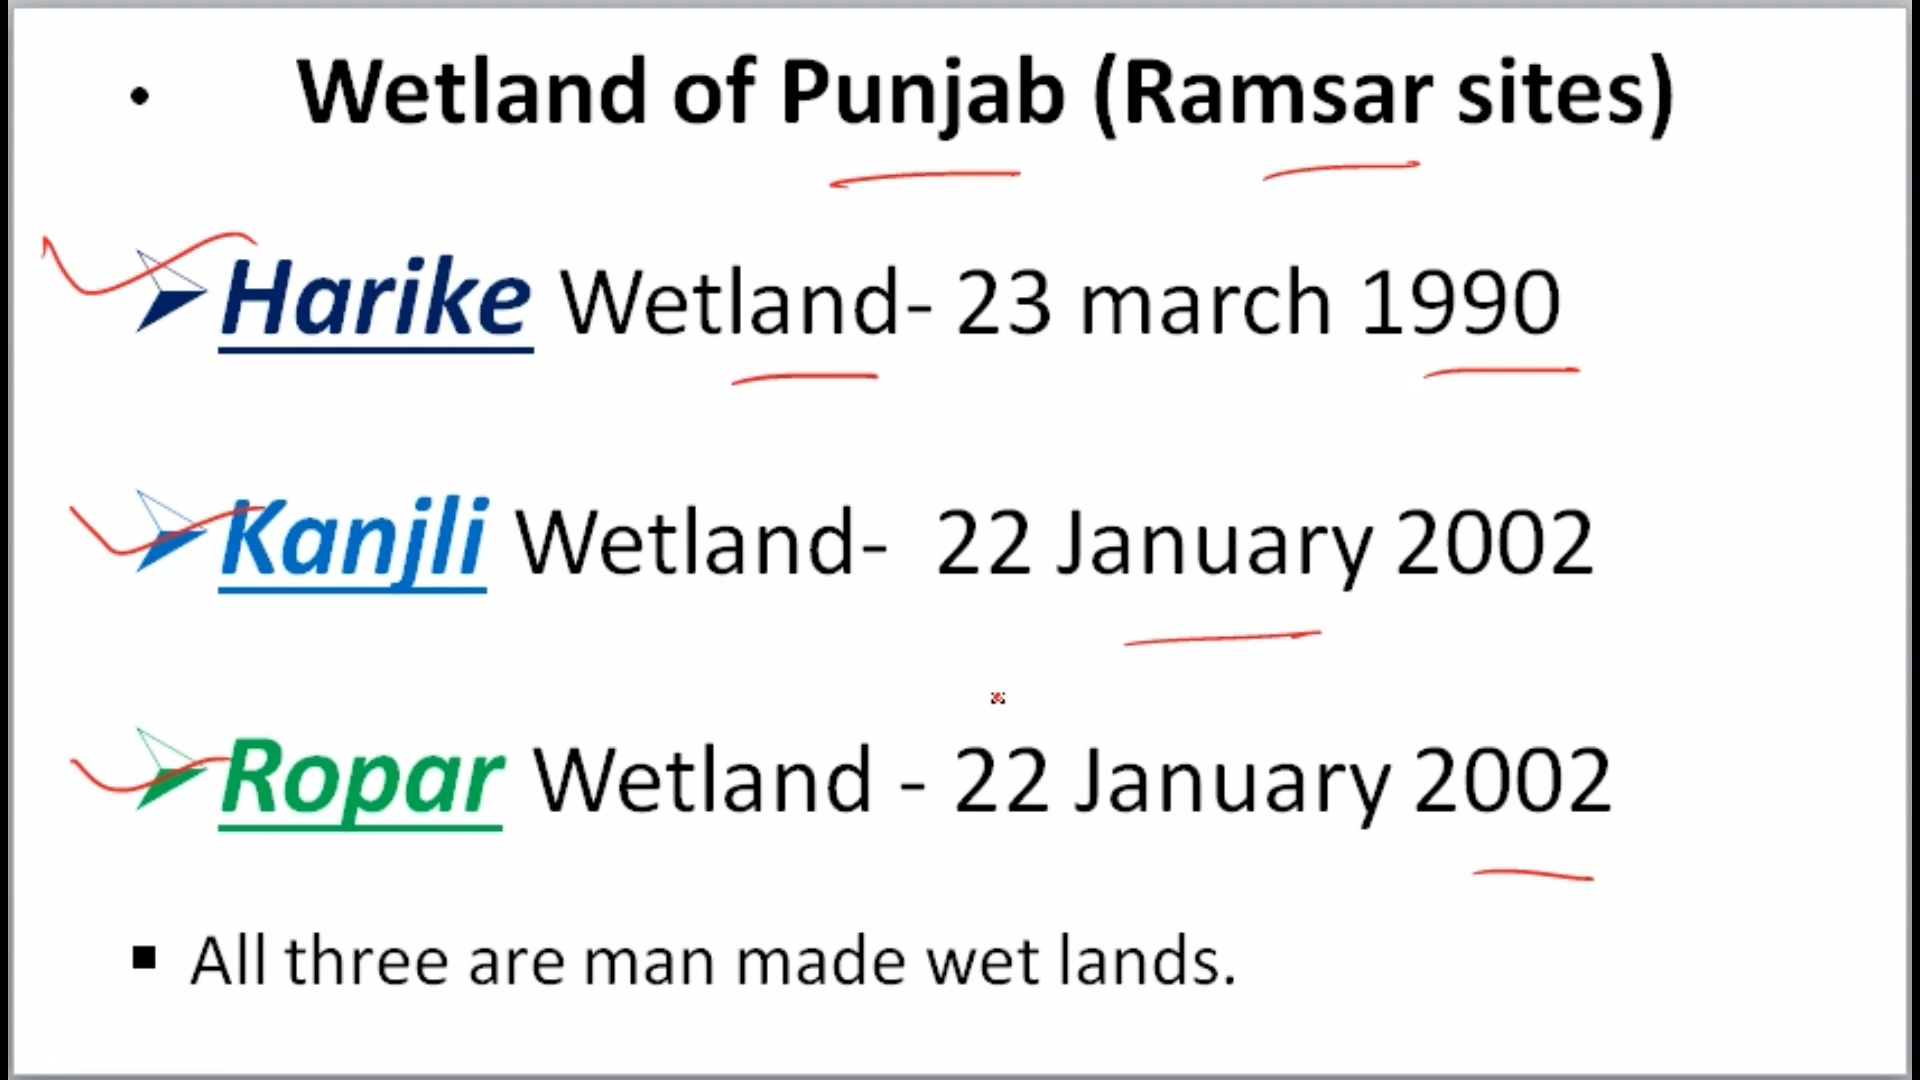 • Wetland of Punjab (Ramsar sites)
➢Harike Wetland- 23 march 1990
➢Kanjli Wetland- 22 January 2002
➢Ropar Wetland - 22 January 2002
▪ All three are man made wet lands.